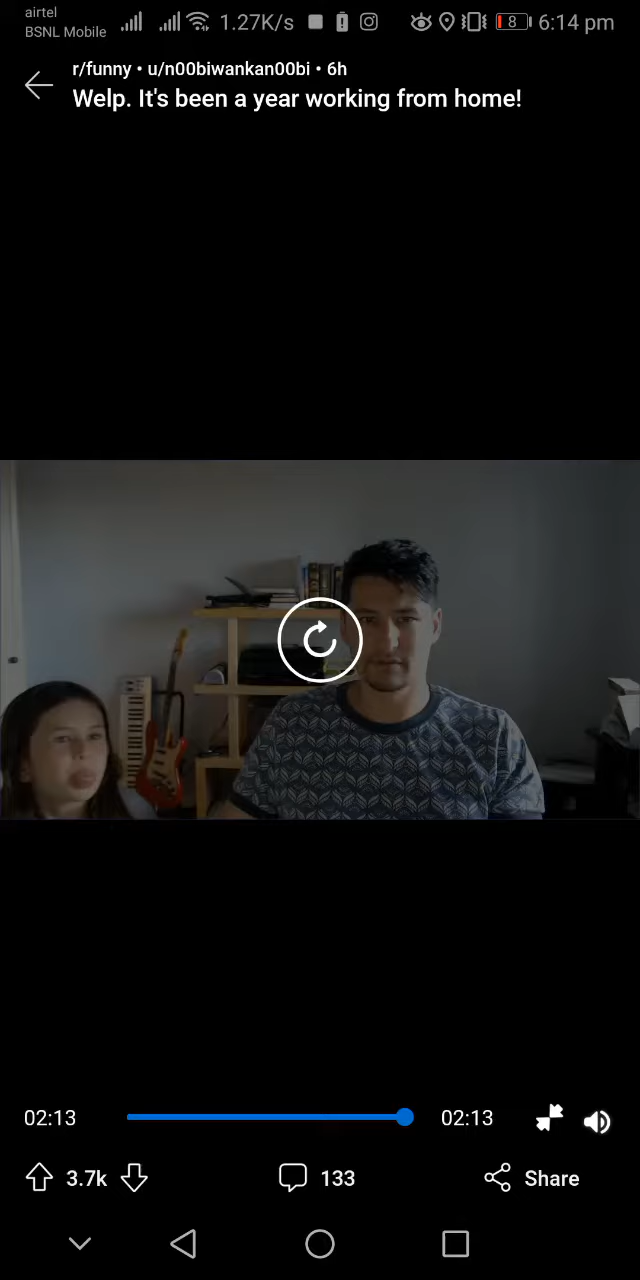 airtel
BSNL Mobile 1.27K/s 8 6:14 pm
r/funny • u/n00biwankan00bi • 6h
Welp. It's been a year working from home!
02:13 02:13
3.7k 133 Share